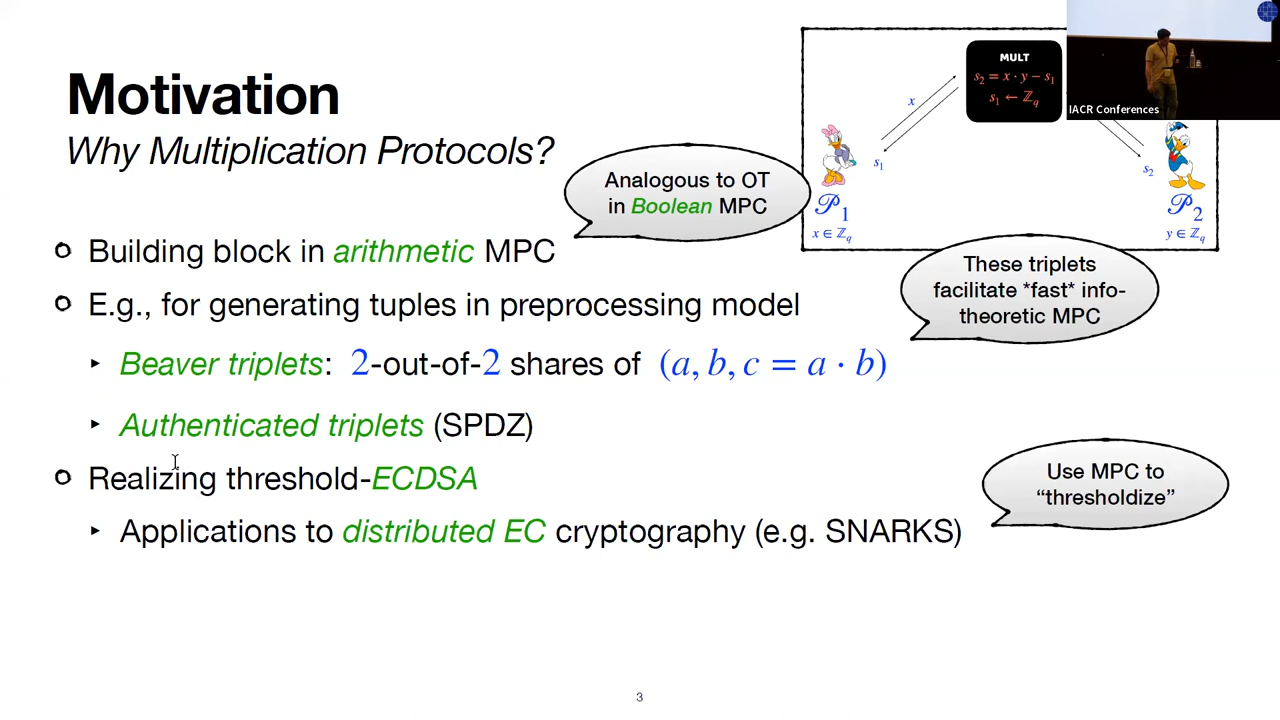 Motivation
Why Multiplication Protocols?
MULT
s₂ = x · y − s₁
s₁ ← ℤ_q
x
s₁
s₂
𝒫₁
x ∈ ℤ_q
𝒫₂
y ∈ ℤ_q
IACR Conferences
Analogous to OT
in Boolean MPC
Building block in arithmetic MPC
These triplets
facilitate *fast* info-
theoretic MPC
E.g., for generating tuples in preprocessing model
Beaver triplets: 2-out-of-2 shares of (a, b, c = a · b)
Authenticated triplets (SPDZ)
Realizing threshold-ECDSA
Use MPC to
“thresholdize”
Applications to distributed EC cryptography (e.g. SNARKS)
3